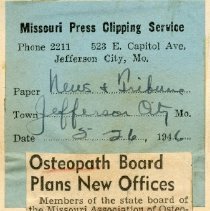 Missouri Press Clipping Service
Phone 2211 523 E. Capitol Ave.
Jefferson City, Mo.
Paper News & Tribune
Town Jefferson City Mo.
Date 5-26, 1946
Osteopath Board
Plans New Offices
Members of the state board of
the Missouri Association of Osteo-